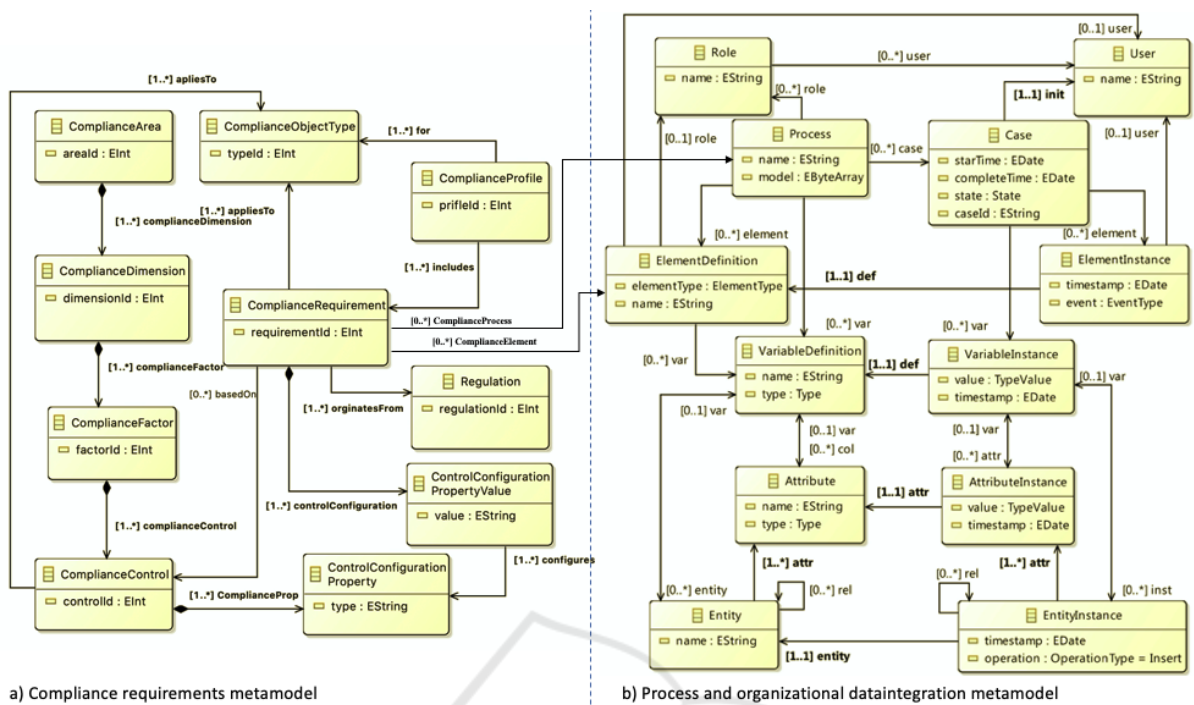 [1..*] apliesTo
ComplianceArea
areaId : EInt
ComplianceObjectType
typeId : EInt
[1..*] for
ComplianceProfile
prifleId : EInt
[1..*] complianceDimension
[1..*]
appliesTo
[1..*] includes
ComplianceDimension
dimensionId : EInt
ComplianceRequirement
requirementId : EInt
[0..*] ComplianceProcess
[0..*] ComplianceElement
[1..*] complianceFactor
[0..*] basedOn
[1..*] orginatesFrom
Regulation
regulationId : EInt
ComplianceFactor
factorId : EInt
[1..*] complianceControl
[1..*] controlConfiguration
ControlConfiguration
PropertyValue
value : EString
[1..*] configures
ComplianceControl
controlId : EInt
[1..*] ComplianceProp
ControlConfiguration
Property
type : EString
a) Compliance requirements metamodel
[0..1] user
Role
name : EString
[0..*] user
User
name : EString
[0..*] role
[1..1] init
[0..1] role
Process
name : EString
model : EByteArray
[0..*] case
Case
starTime : EDate
completeTime : EDate
state : State
caseId : EString
[0..1] user
[0..*] element
[0..*] element
ElementDefinition
elementType : ElementType
name : EString
[1..1] def
ElementInstance
timestamp : EDate
event : EventType
[0..*] var
[0..*] var
[0..*] var
VariableDefinition
name : EString
type : Type
[1..1] def
VariableInstance
value : TypeValue
timestamp : EDate
[0..1] var
[0..1] var
[0..1] var
[0..*] col
[0..1] var
[0..*] attr
Attribute
name : EString
type : Type
[1..1] attr
AttributeInstance
value : TypeValue
timestamp : EDate
[1..*] attr
[0..*] rel
[1..*] attr
[0..*] entity
[0..*] rel
[0..*] inst
Entity
name : EString
[1..1] entity
EntityInstance
timestamp : EDate
operation : OperationType = Insert
b) Process and organizational dataintegration metamodel